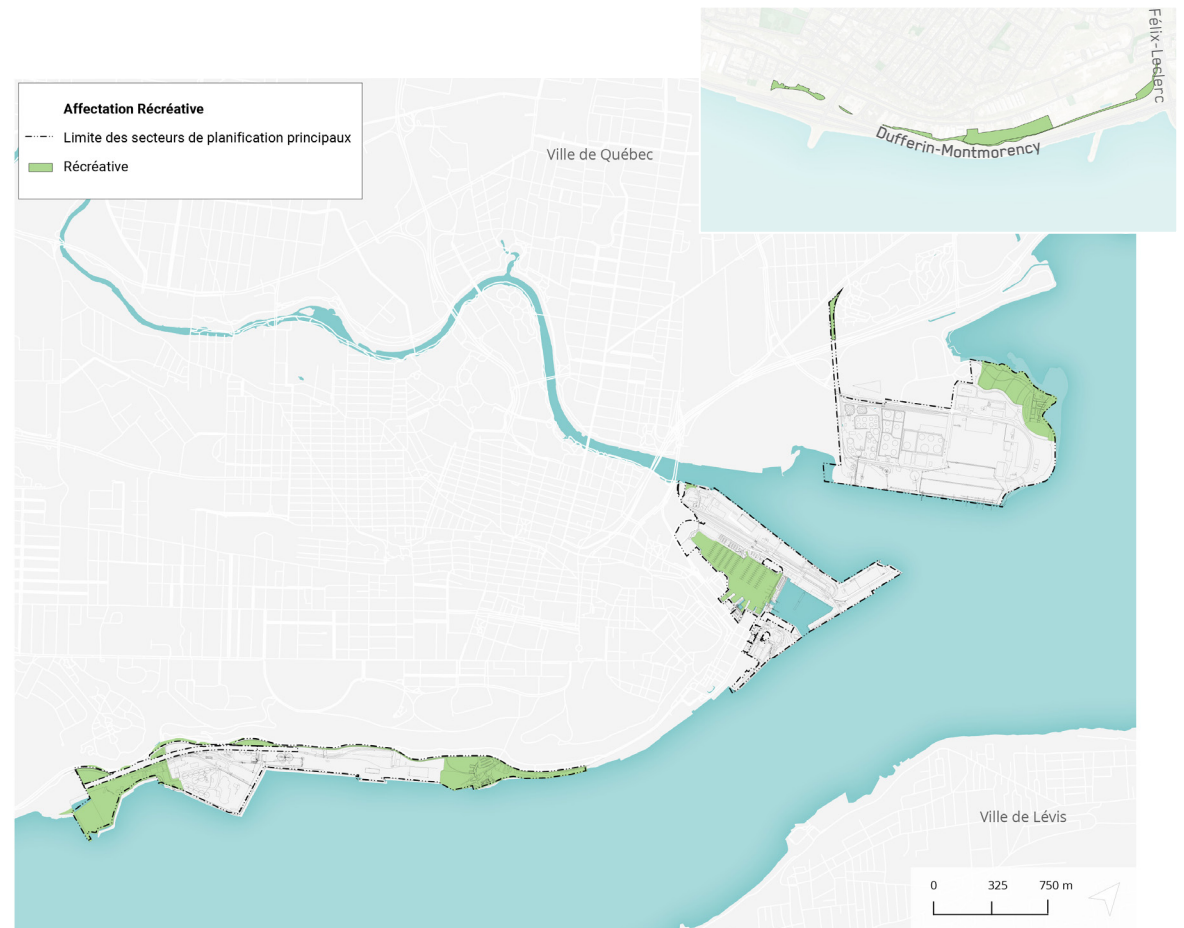 Affectation Récréative
Limite des secteurs de planification principaux
Récréative
Ville de Québec
Félix-Leclerc
Dufferin-Montmorency
Ville de Lévis
0 325 750 m